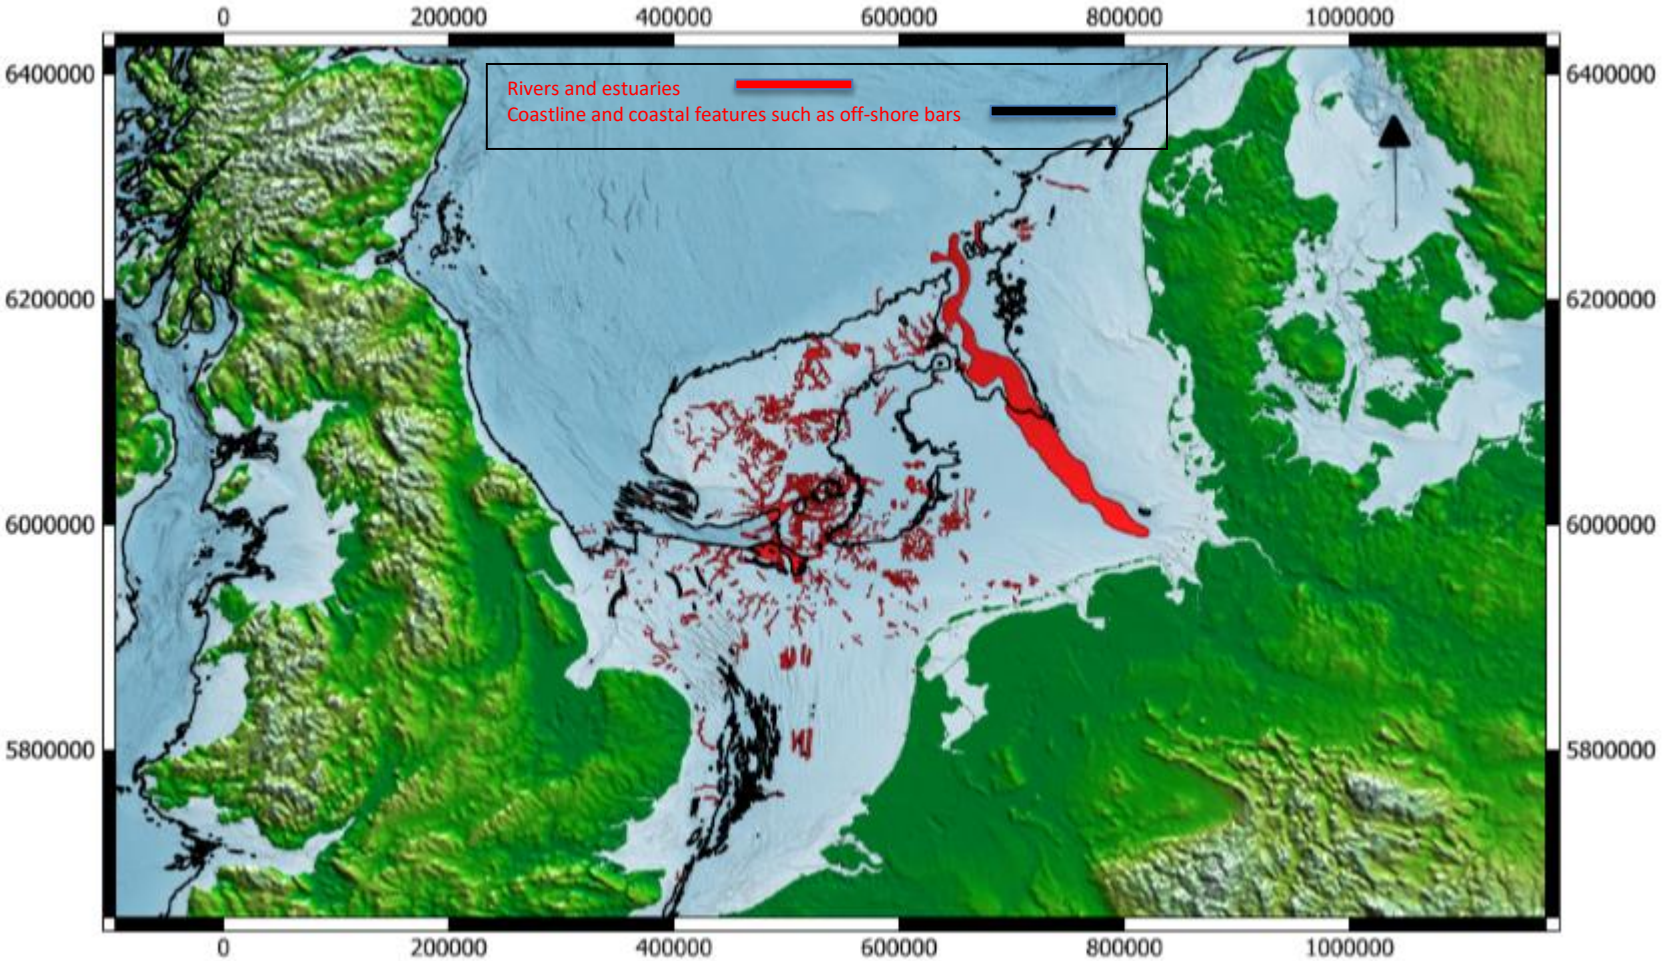 0 200000 400000 600000 800000 1000000
Rivers and estuaries
Coastline and coastal features such as off-shore bars
6400000 6400000
6200000 6200000
6000000 6000000
5800000 5800000
0 200000 400000 600000 800000 1000000